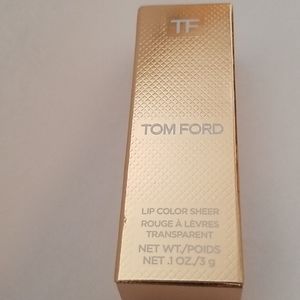 TF
TOM FORD
LIP COLOR SHEER
ROUGE À LÈVRES
TRANSPARENT
NET WT./POIDS
NET .1 OZ./3 g